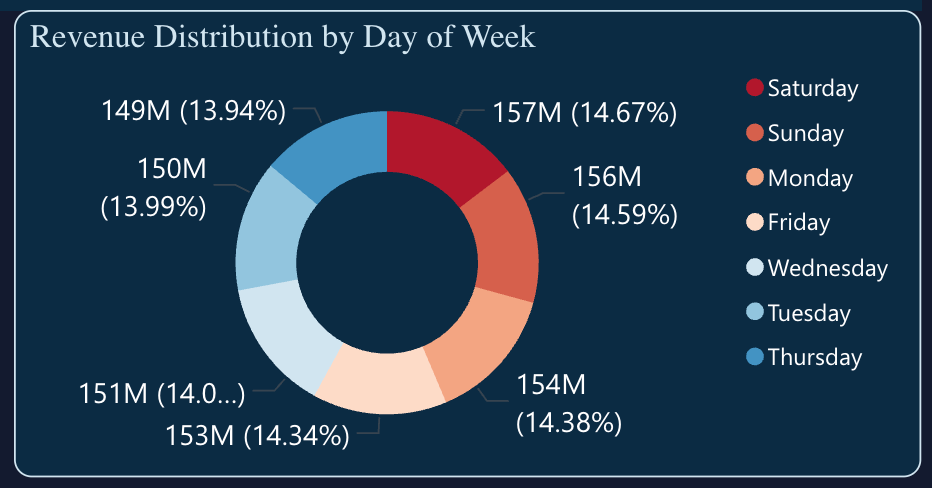 Revenue Distribution by Day of Week
149M (13.94%)
157M (14.67%)
150M
(13.99%)
156M
(14.59%)
151M (14.0...)
153M (14.34%)
154M
(14.38%)
Saturday
Sunday
Monday
Friday
Wednesday
Tuesday
Thursday